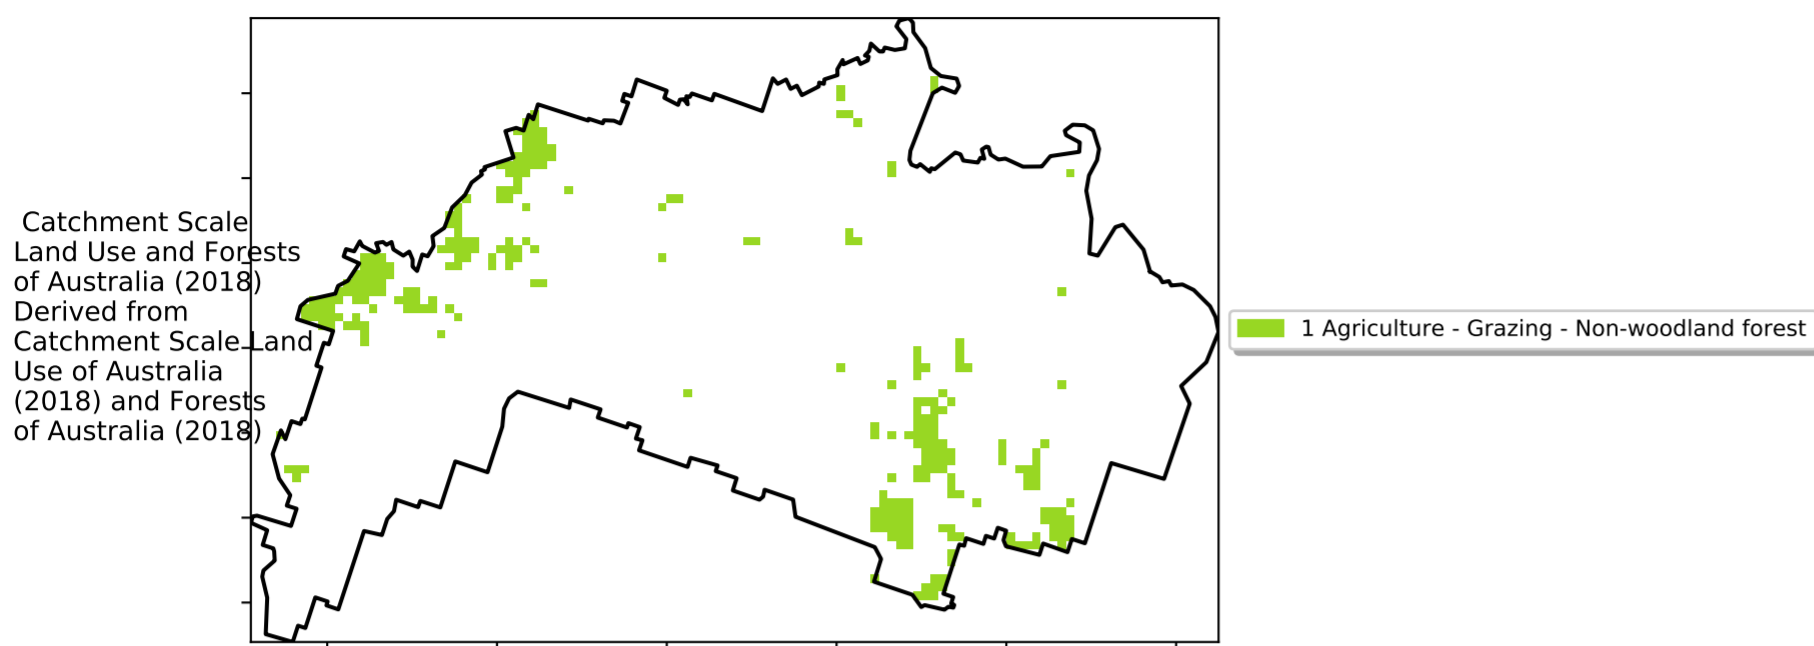 Catchment Scale
Land Use and Forests
of Australia (2018)
Derived from
Catchment Scale Land
Use of Australia
(2018) and Forests
of Australia (2018)
1 Agriculture - Grazing - Non-woodland forest